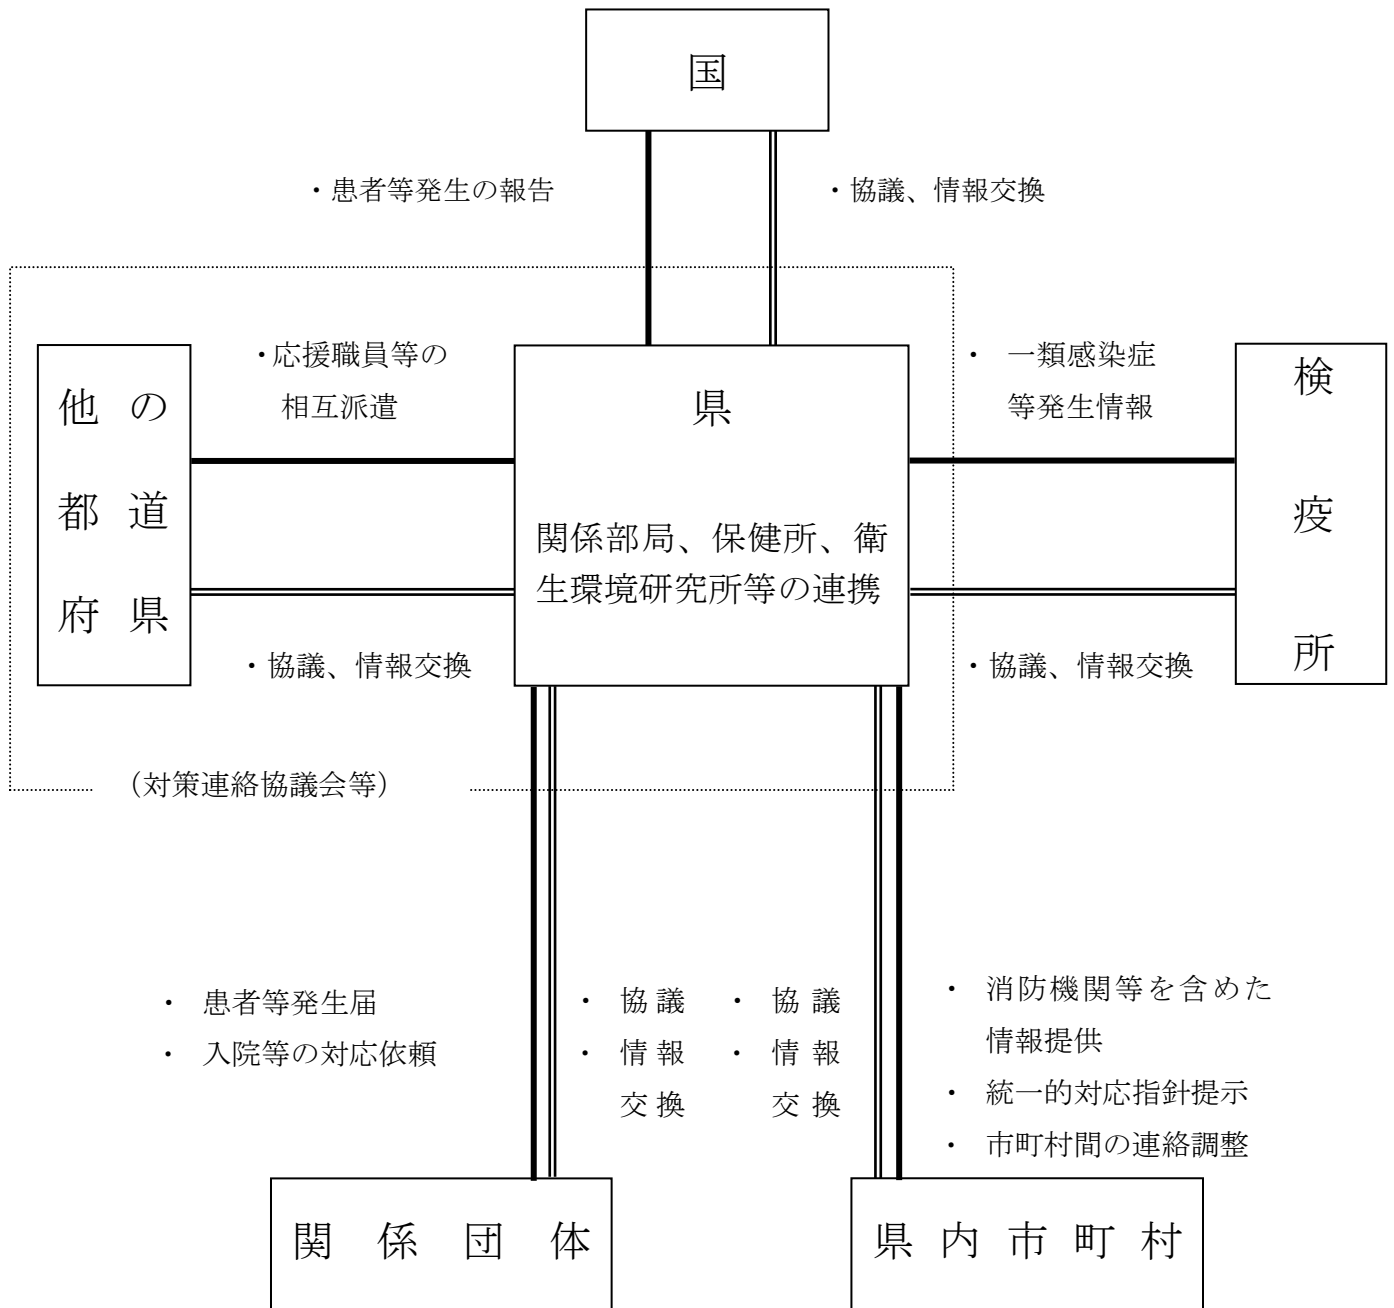 国
・患者等発生の報告
・協議、情報交換
他の
都道
府県
・応援職員等の
相互派遣
・協議、情報交換
県
関係部局、保健所、衛
生環境研究所等の連携
・ 一類感染症
等発生情報
・協議、情報交換
検
疫
所
（対策連絡協議会等）
・ 患者等発生届
・ 入院等の対応依頼
・ 協議
・ 情報
交換
・ 協議
・ 情報
交換
・ 消防機関等を含めた
情報提供
・ 統一的対応指針提示
・ 市町村間の連絡調整
関係団体
県内市町村